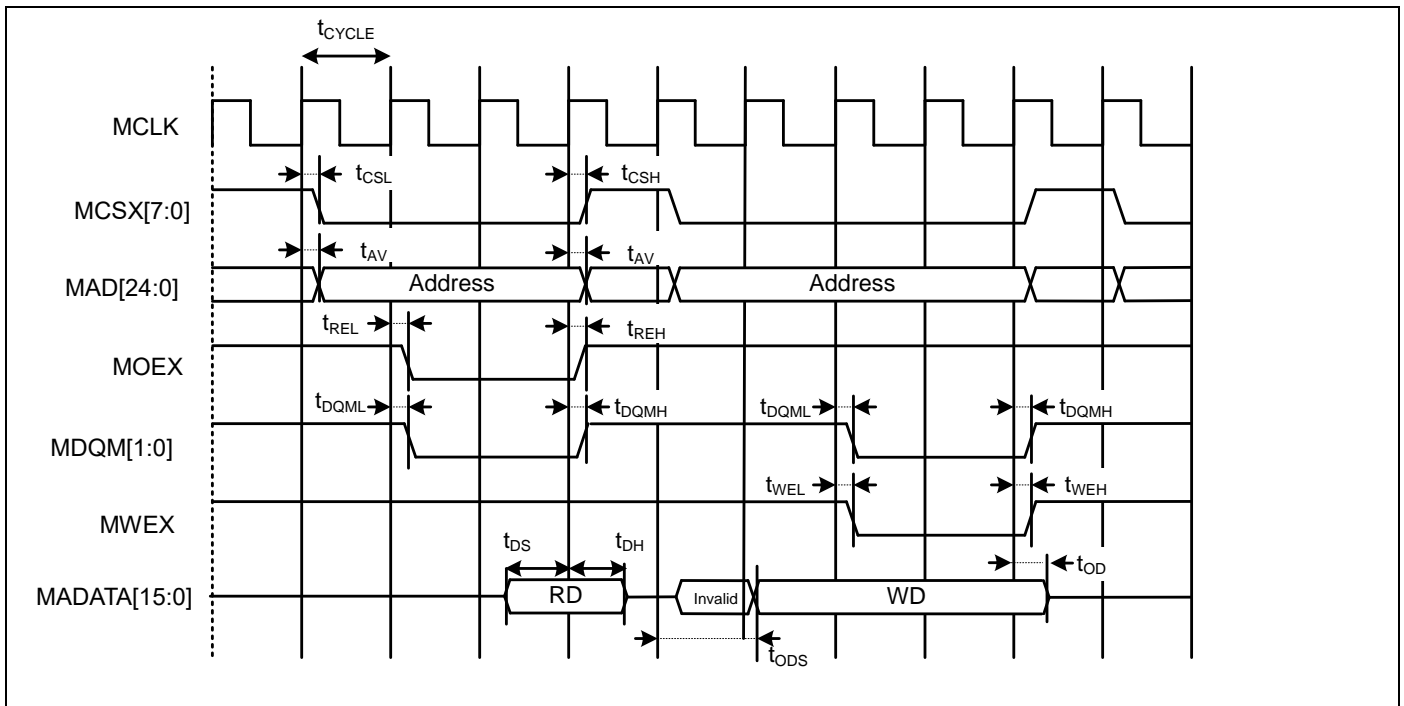 tCYCLE
MCLK
tCSL tCSH
MCSX[7:0]
tAV tAV
MAD[24:0] Address Address
tREL tREH
MOEX
tDQML tDQMH tDQML tDQMH
MDQM[1:0]
tWEL tWEH
MWEX
tDS tDH
tOD
MADATA[15:0] RD Invalid WD
tODS